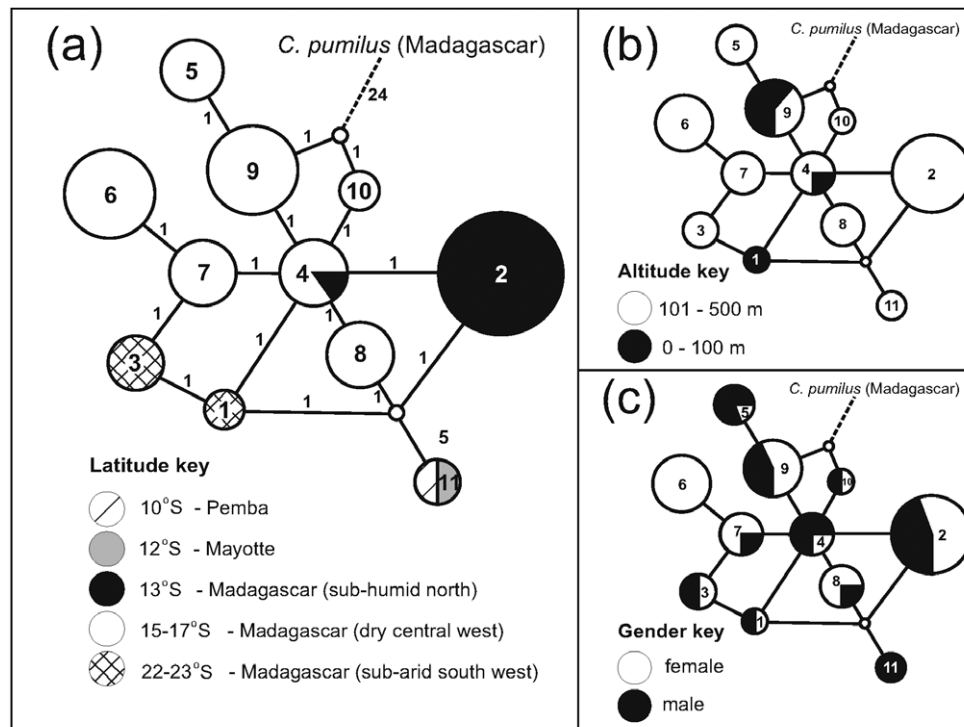 (a)
C. pumilus (Madagascar)
24
5
1
1
1
9
10
6
1
1
1
7
1
4
1
2
1
1
3
1
8
1
1
1
1
1
5
11
Latitude key
10°S - Pemba
12°S - Mayotte
13°S - Madagascar (sub-humid north)
15-17°S - Madagascar (dry central west)
22-23°S - Madagascar (sub-arid south west)
(b)
C. pumilus (Madagascar)
5
9
10
6
7
4
2
3
8
1
11
Altitude key
101 - 500 m
0 - 100 m
(c)
C. pumilus (Madagascar)
5
9
10
6
7
4
2
3
8
1
11
Gender key
female
male